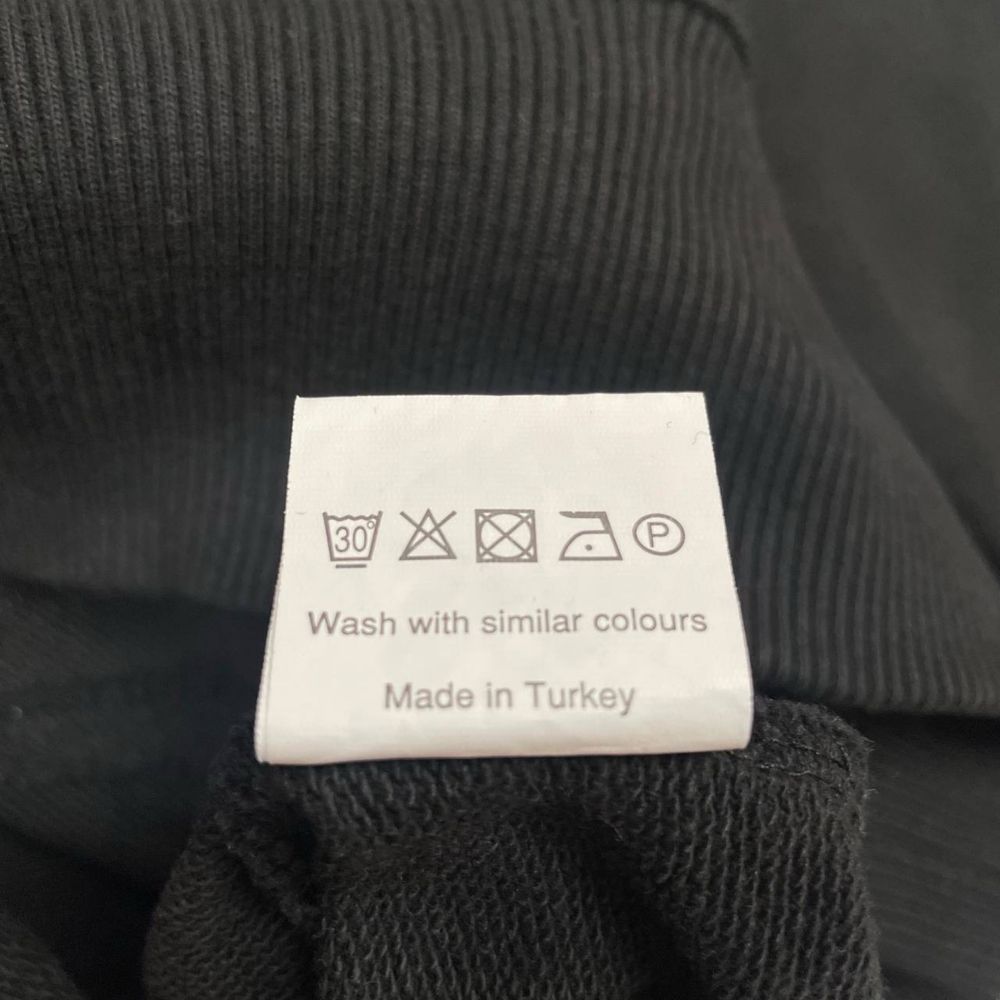 30° P
Wash with similar colours
Made in Turkey